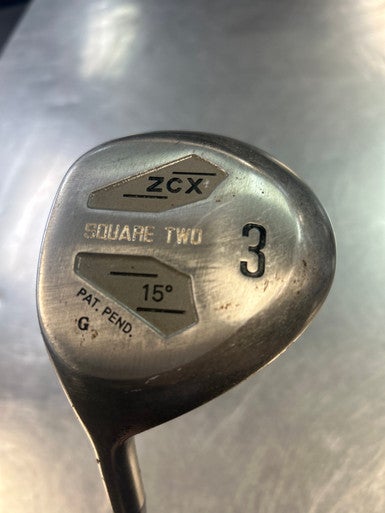 ZCX
SQUARE TWO
3
15°
PAT. PEND.
G